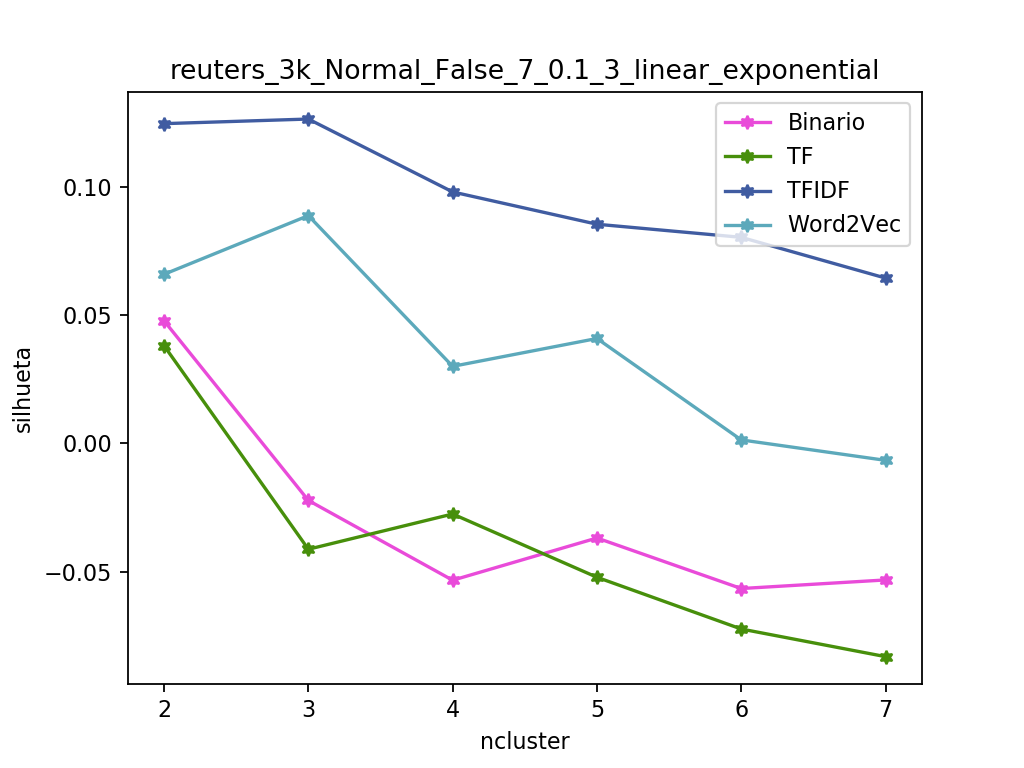 reuters_3k_Normal_False_7_0.1_3_linear_exponential
Binario
TF
TFIDF
Word2Vec
0.10
0.05
0.00
−0.05
silhueta
2 3 4 5 6 7
ncluster